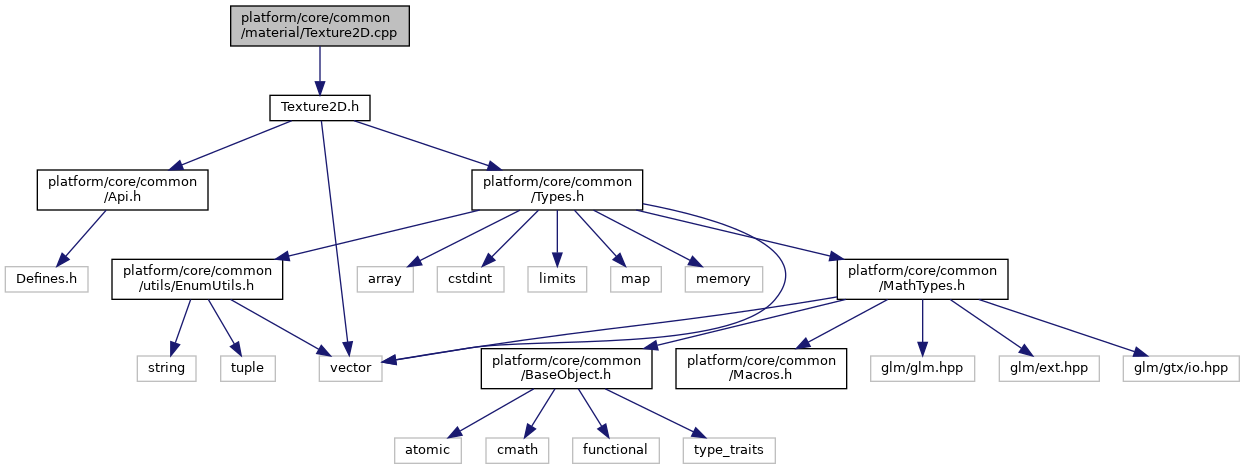 platform/core/common
/material/Texture2D.cpp
Texture2D.h
platform/core/common
/Api.h
platform/core/common
/Types.h
Defines.h
platform/core/common
/utils/EnumUtils.h
array
cstdint
limits
map
memory
platform/core/common
/MathTypes.h
string
tuple
vector
platform/core/common
/BaseObject.h
platform/core/common
/Macros.h
glm/glm.hpp
glm/ext.hpp
glm/gtx/io.hpp
atomic
cmath
functional
type_traits